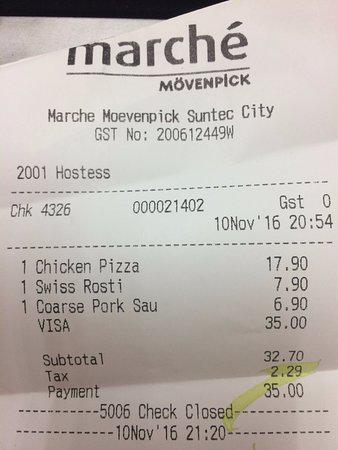 marché
MÖVENPICK
Marche Moevenpick Suntec City
GST No: 200612449W
2001 Hostess
Chk 4326 000021402 Gst 0
10Nov'16 20:54
1 Chicken Pizza 17.90
1 Swiss Rosti 7.90
1 Coarse Pork Sau 6.90
VISA 35.00
Subtotal 32.70
Tax 2.29
Payment 35.00
-----5006 Check Closed-----
-----10Nov'16 21:20-----